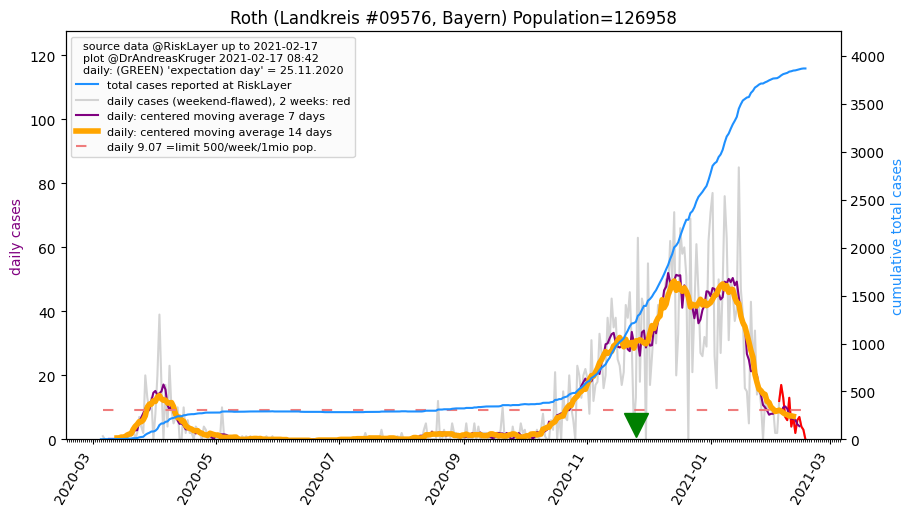 Roth (Landkreis #09576, Bayern) Population=126958
source data @RiskLayer up to 2021-02-17
plot @DrAndreasKruger 2021-02-17 08:42
daily: (GREEN) 'expectation day' = 25.11.2020
total cases reported at RiskLayer
daily cases (weekend-flawed), 2 weeks: red
daily: centered moving average 7 days
daily: centered moving average 14 days
daily 9.07 =limit 500/week/1mio pop.
daily cases
120
100
80
60
40
20
0
cumulative total cases
4000
3500
3000
2500
2000
1500
1000
500
0
2020-03
2020-05
2020-07
2020-09
2020-11
2021-01
2021-03